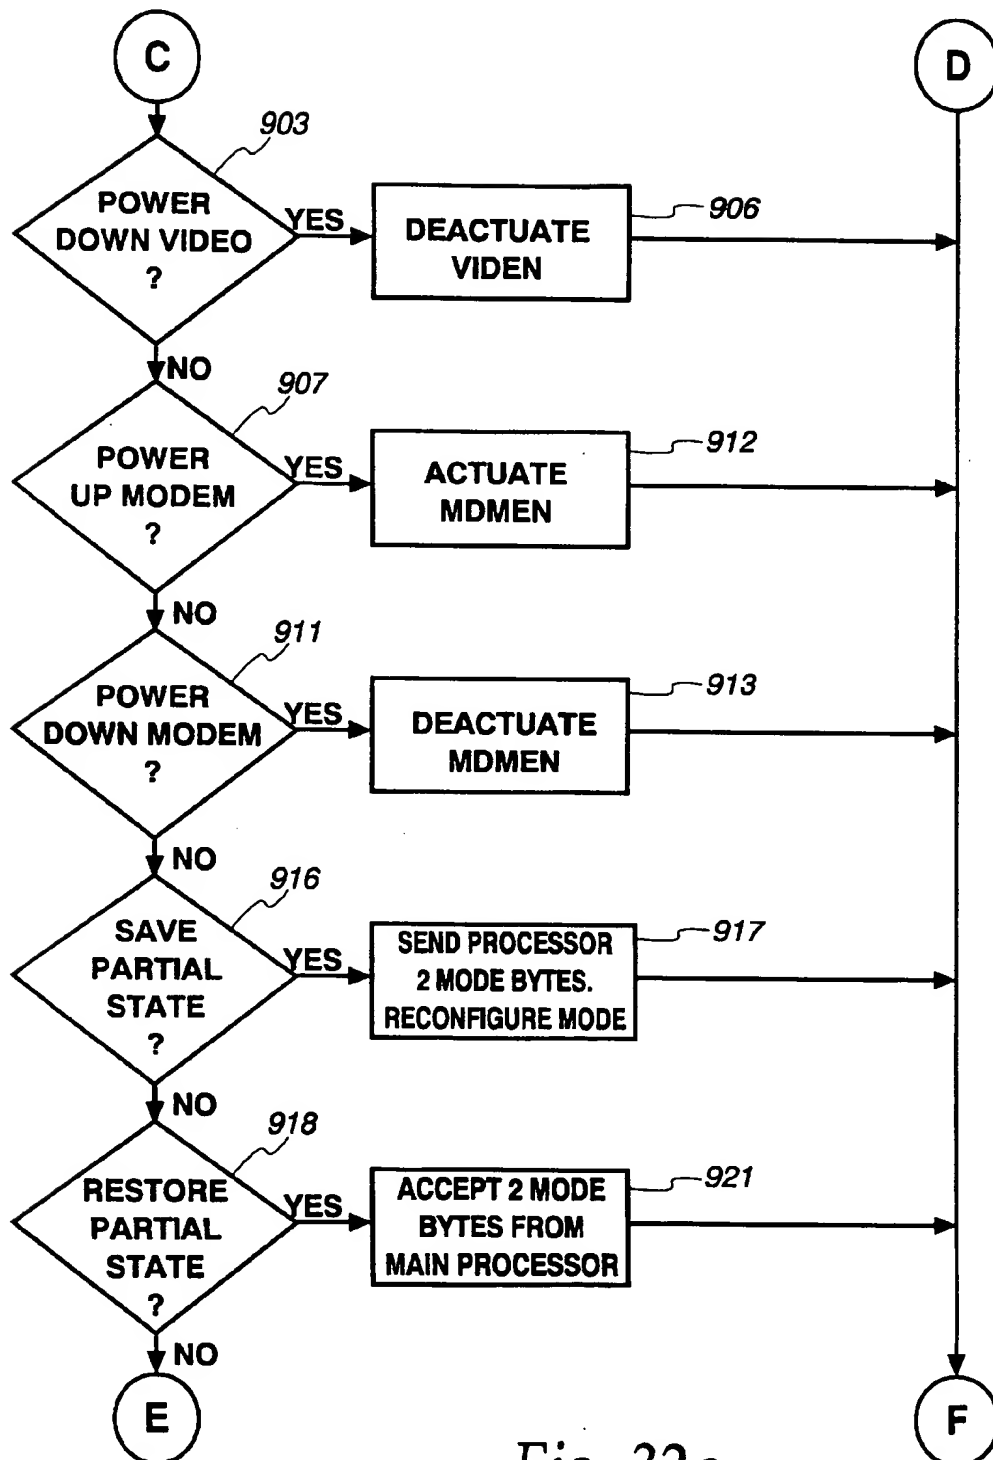 C
D
903
POWER
DOWN VIDEO
?
YES
DEACTUATE
VIDEN
906
NO
907
POWER
UP MODEM
?
YES
ACTUATE
MDMEN
912
NO
911
POWER
DOWN MODEM
?
YES
DEACTUATE
MDMEN
913
NO
916
SAVE
PARTIAL
STATE
?
YES
SEND PROCESSOR
2 MODE BYTES.
RECONFIGURE MODE
917
NO
918
RESTORE
PARTIAL
STATE
?
YES
ACCEPT 2 MODE
BYTES FROM
MAIN PROCESSOR
921
NO
E
F